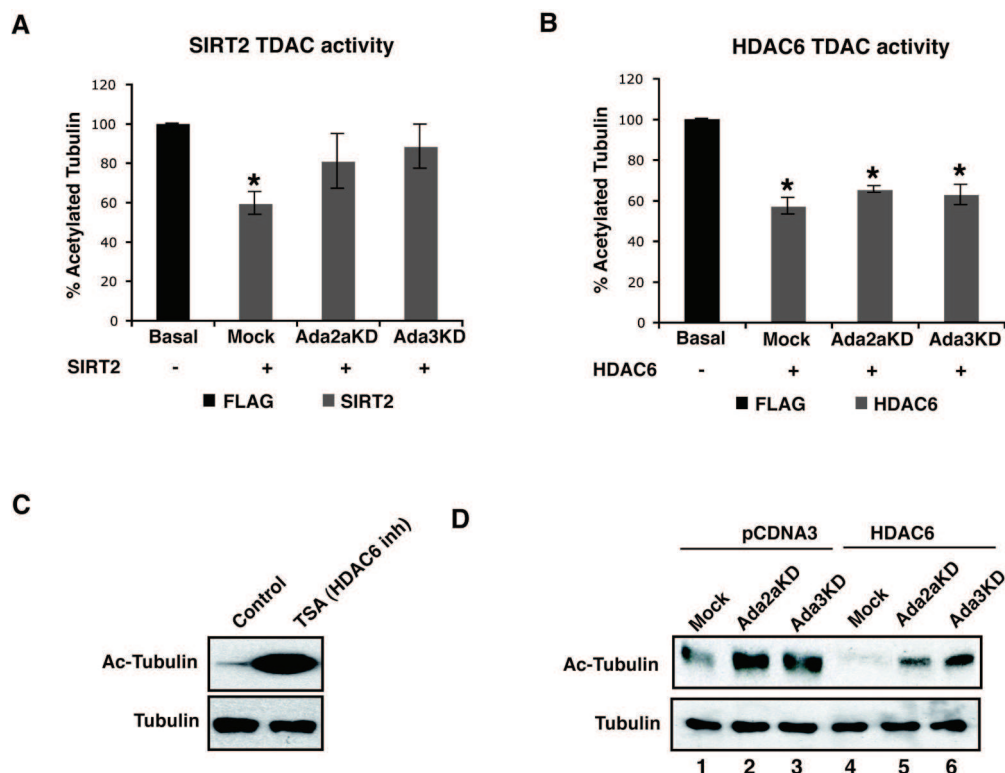 A
SIRT2 TDAC activity
% Acetylated Tubulin
120
100
80
60
40
20
0
Basal Mock Ada2aKD Ada3KD
SIRT2 - + + +
FLAG SIRT2
B
HDAC6 TDAC activity
% Acetylated Tubulin
120
100
80
60
40
20
0
Basal Mock Ada2aKD Ada3KD
HDAC6 - + + +
FLAG HDAC6
*
* * *
C
Control TSA (HDAC6 inh)
Ac-Tubulin
Tubulin
D
pCDNA3 HDAC6
Mock Ada2aKD Ada3KD Mock Ada2aKD Ada3KD
Ac-Tubulin
Tubulin
1 2 3 4 5 6